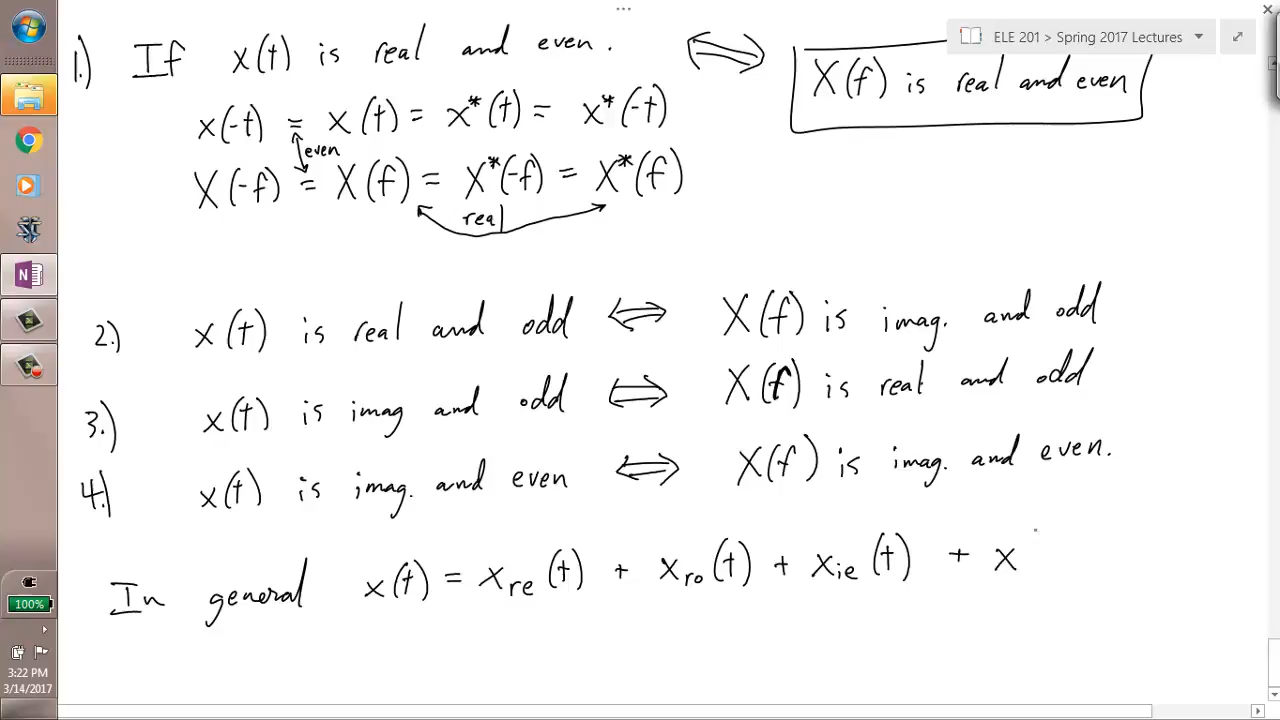 ELE 201 > Spring 2017 Lectures
1.) If x(t) is real and even. ⟺ X(f) is real and even
x(-t) = x(t) = x*(t) = x*(-t)
even
X(-f) = X(f) = X*(-f) = X*(f)
real
2.) x(t) is real and odd ⟺ X(f) is imag. and odd
3.) x(t) is imag and odd ⟺ X(f) is real and odd
4.) x(t) is imag. and even ⟺ X(f) is imag. and even.
In general x(t) = x_re(t) + x_ro(t) + x_ie(t) + x
100%
3:22 PM
3/14/2017